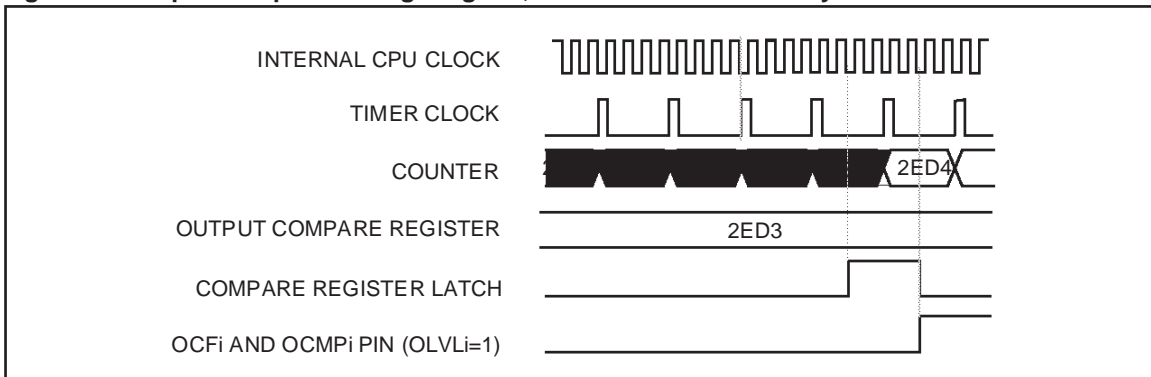 INTERNAL CPU CLOCK
TIMER CLOCK
COUNTER
2ED4
OUTPUT COMPARE REGISTER
2ED3
COMPARE REGISTER LATCH
OCFi AND OCMPi PIN (OLVLi=1)